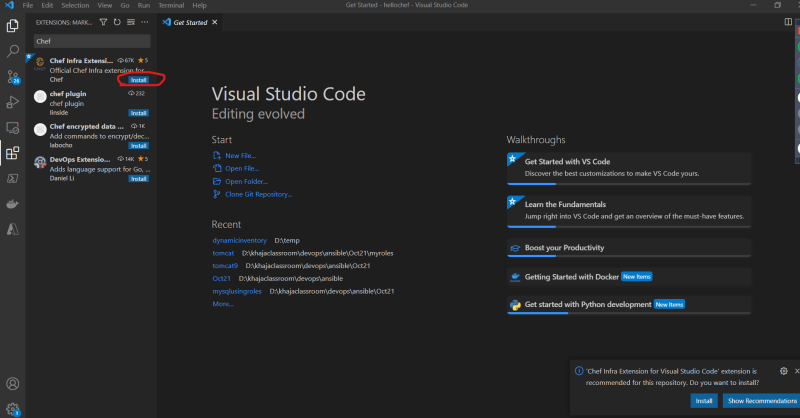 File Edit Selection View Go Run Terminal Help
Get Started - hellochef - Visual Studio Code
EXTENSIONS: MARK...
Chef
Chef Infra Extensi... 67K 5
Official Chef Infra extension for
Chef Install
chef plugin 232
chef plugin
linside Install
Chef encrypted data ... 1K
Add commands to encrypt/dec...
labocho Install
DevOps Extensio... 14K 5
Adds language support for Go, ...
Daniel Li Install
26
1
Get Started
Visual Studio Code
Editing evolved
Start
New File...
Open File...
Open Folder...
Clone Git Repository...
Recent
dynamicinventory D:\temp
tomcat D:\khajaclassroom\devops\ansible\Oct21\myroles
tomcat9 D:\khajaclassroom\devops\ansible\Oct21
Oct21 D:\khajaclassroom\devops\ansible
mysqlusingroles D:\khajaclassroom\devops\ansible\Oct21
More...
Walkthroughs
Get Started with VS Code
Discover the best customizations to make VS Code yours.
Learn the Fundamentals
Jump right into VS Code and get an overview of the must-have features.
Boost your Productivity
Getting Started with Docker New Items
Get started with Python development New Items
'Chef Infra Extension for Visual Studio Code' extension is
recommended for this repository. Do you want to install?
Install Show Recommendations